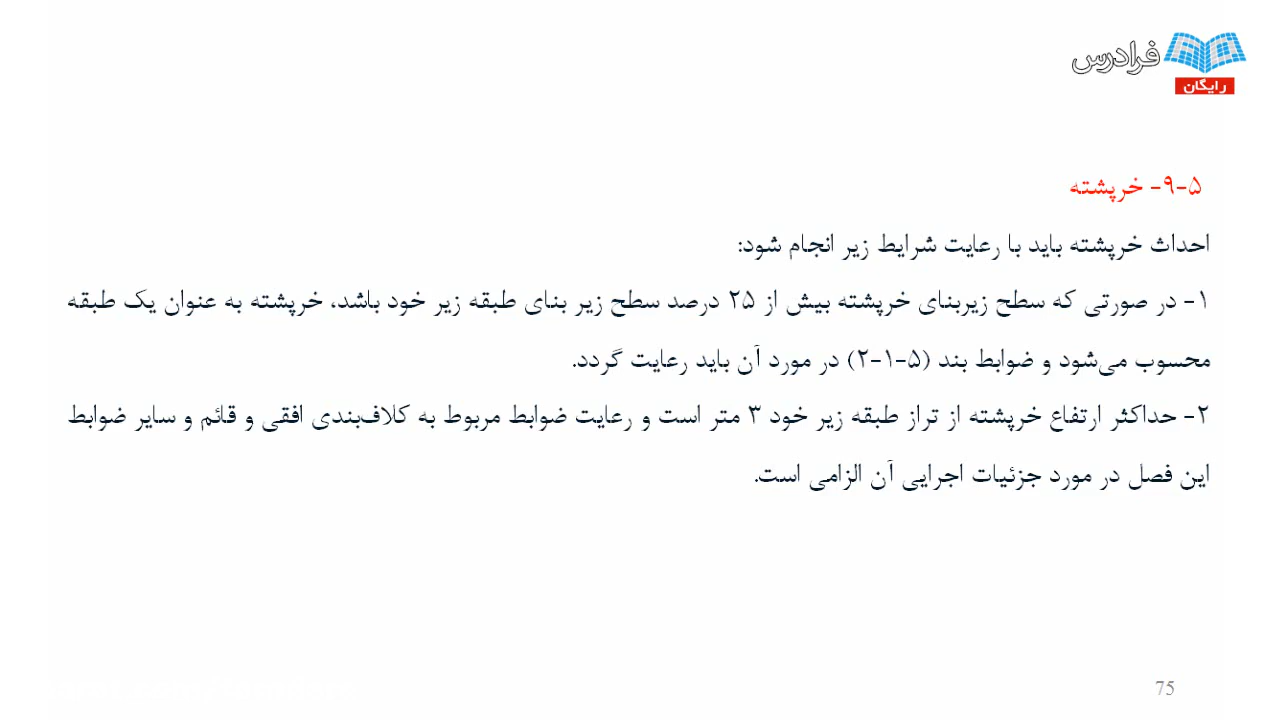 فرادرس
رایگان
۵-۹- خرپشته
احداث خرپشته باید با رعایت شرایط زیر انجام شود:
۱- در صورتی که سطح زیربنای خرپشته بیش از ۲۵ درصد سطح زیر بنای طبقه زیر خود باشد، خرپشته به عنوان یک طبقه
محسوب می‌شود و ضوابط بند (۵-۱-۲) در مورد آن باید رعایت گردد.
۲- حداکثر ارتفاع خرپشته از تراز طبقه زیر خود ۳ متر است و رعایت ضوابط مربوط به کلاف‌بندی افقی و قائم و سایر ضوابط
این فصل در مورد جزئیات اجرایی آن الزامی است.
75